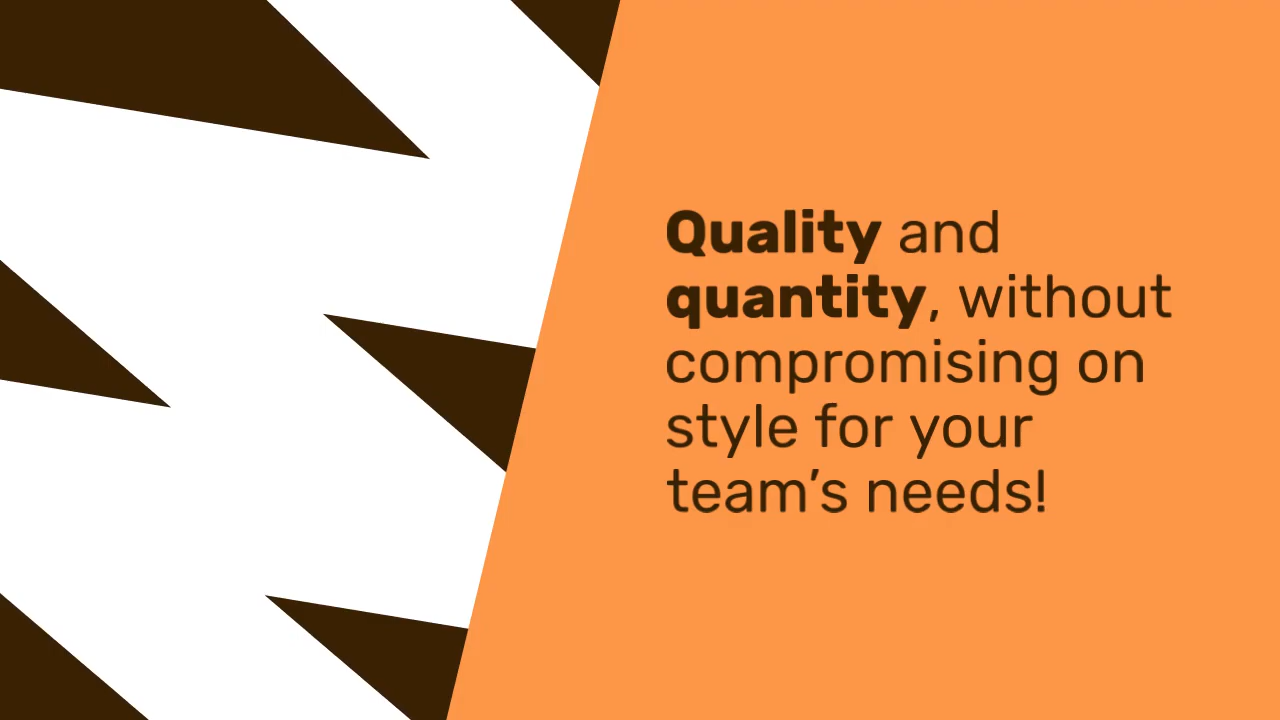 Quality and
quantity, without
compromising on
style for your
team’s needs!